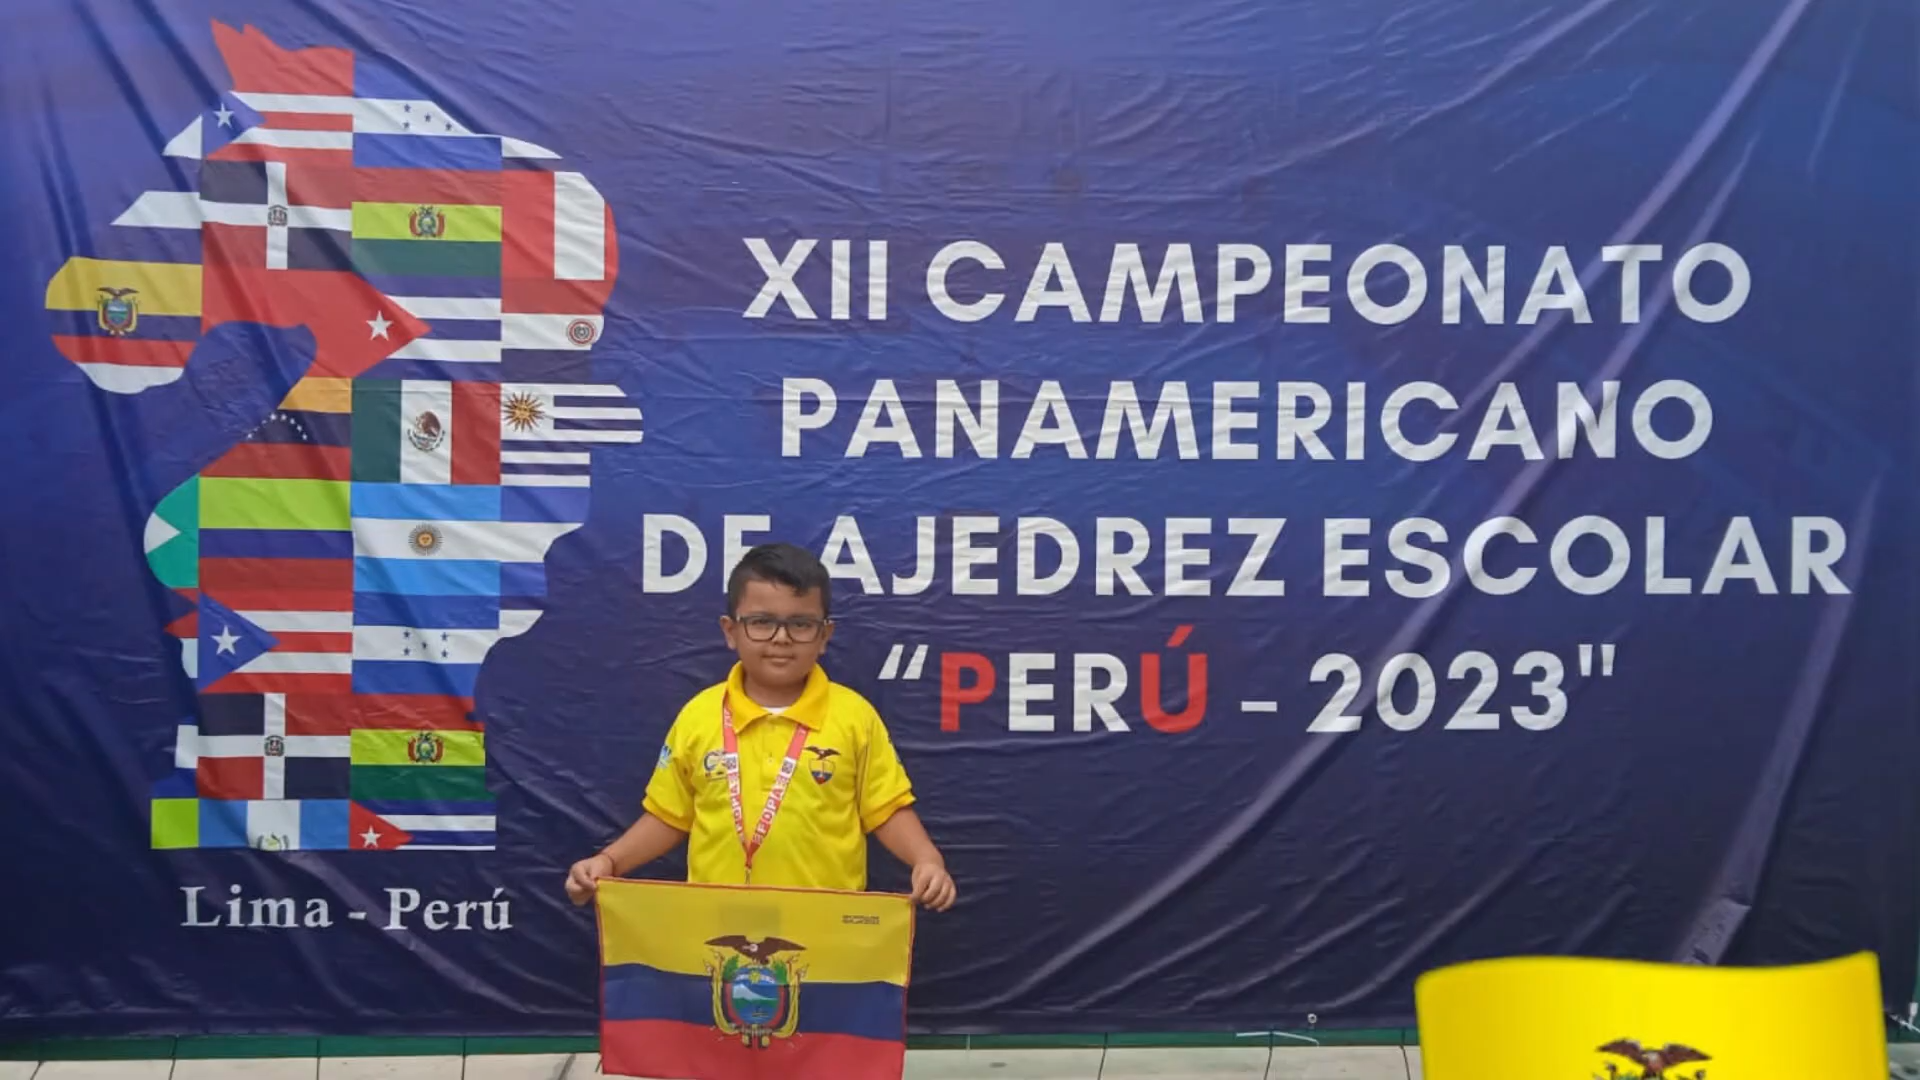 XII CAMPEONATO
PANAMERICANO
DE AJEDREZ ESCOLAR
“PERÚ - 2023"
Lima - Perú